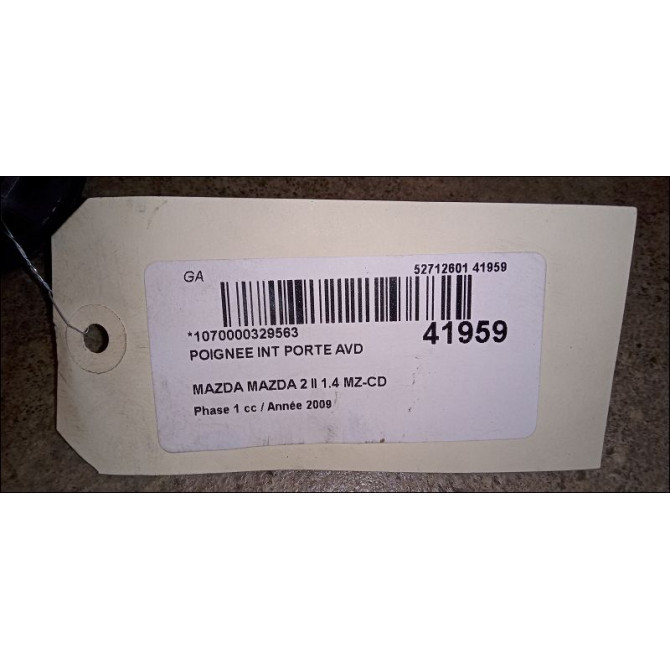 GA
52712601 41959
*1070000329563
41959
POIGNEE INT PORTE AVD
MAZDA MAZDA 2 II 1.4 MZ-CD
Phase 1 cc / Année 2009